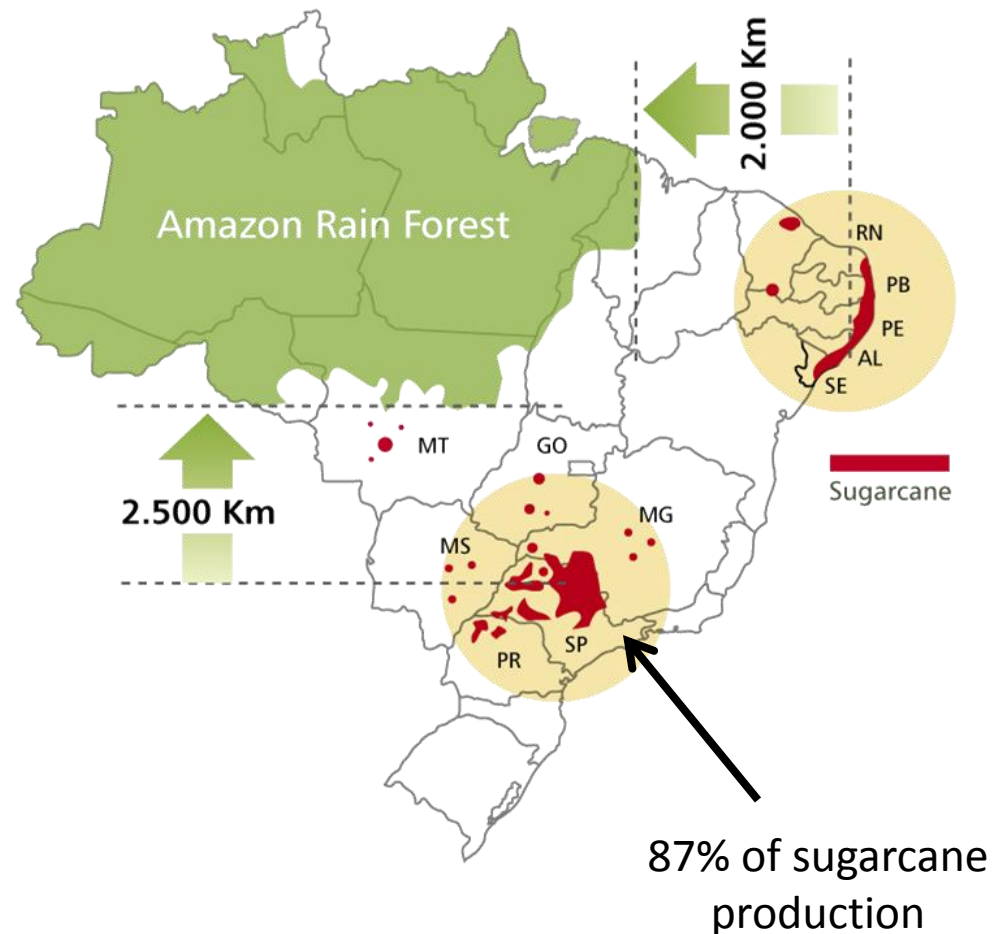 2.000 Km
Amazon Rain Forest
RN
PB
PE
AL
SE
MT
GO
Sugarcane
2.500 Km
MG
MS
SP
PR
87% of sugarcane
production